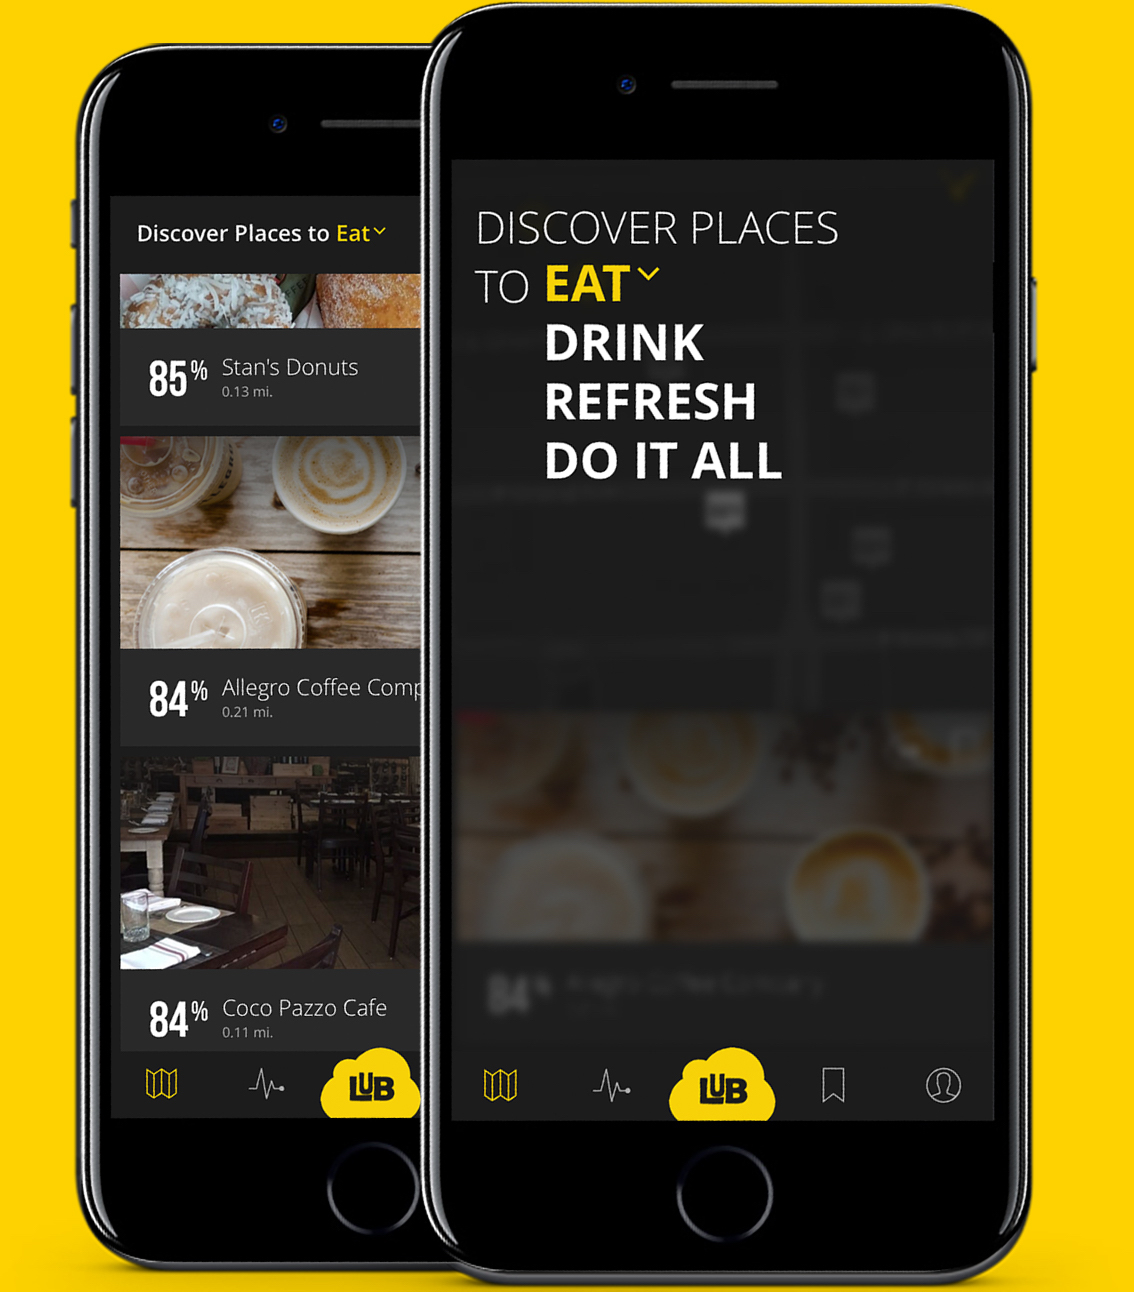 Discover Places to Eat
85%
Stan's Donuts
0.13 mi.
84%
Allegro Coffee Comp
0.21 mi.
84%
Coco Pazzo Cafe
0.11 mi.
LUB
DISCOVER PLACES
TO EAT
DRINK
REFRESH
DO IT ALL
84%
LUB